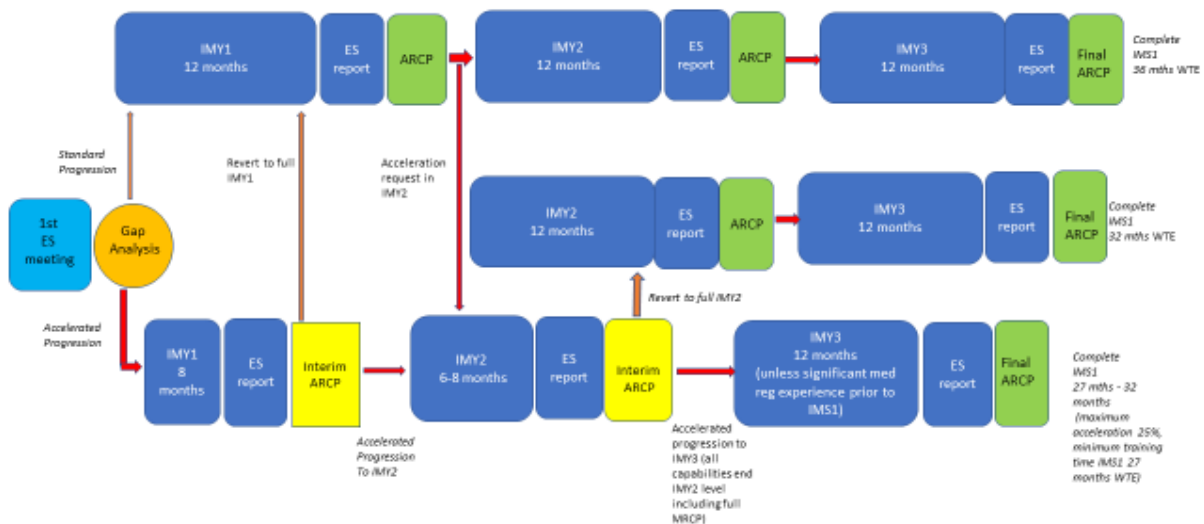 IMY1
12 months
ES
report
ARCP
IMY2
12 months
ES
report
ARCP
IMY3
12 months
ES
report
Final
ARCP
Complete
IMS1
36 mths WTE
Standard
Progression
Revert to full
IMY1
Acceleration
request in
IMY2
1st
ES
meeting
Gap
Analysis
IMY2
12 months
ES
report
ARCP
IMY3
12 months
ES
report
Final
ARCP
Complete
IMS1
32 mths WTE
Revert to full IMY2
Accelerated
Progression
IMY1
8
months
ES
report
Interim
ARCP
Accelerated
Progression
To IMY2
IMY2
6-8 months
ES
report
Interim
ARCP
Accelerated
progression to
IMY3 (all
capabilities end
IMY2 level
including full
MRCP)
IMY3
12 months
(unless significant med
reg experience prior to
IMS1)
ES
report
Final
ARCP
Complete
IMS1
27 mths - 32
months
(maximum
acceleration 25%,
minimum training
time IMS1 27
months WTE)